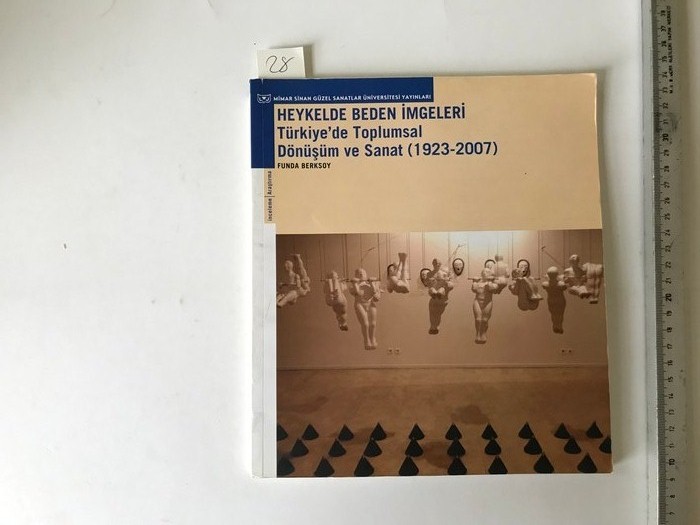 28
MİMAR SİNAN GÜZEL SANATLAR ÜNİVERSİTESİ YAYINLARI
HEYKELDE BEDEN İMGELERİ
Türkiye'de Toplumsal
Dönüşüm ve Sanat (1923-2007)
FUNDA BERKSOY
İnceleme | Araştırma